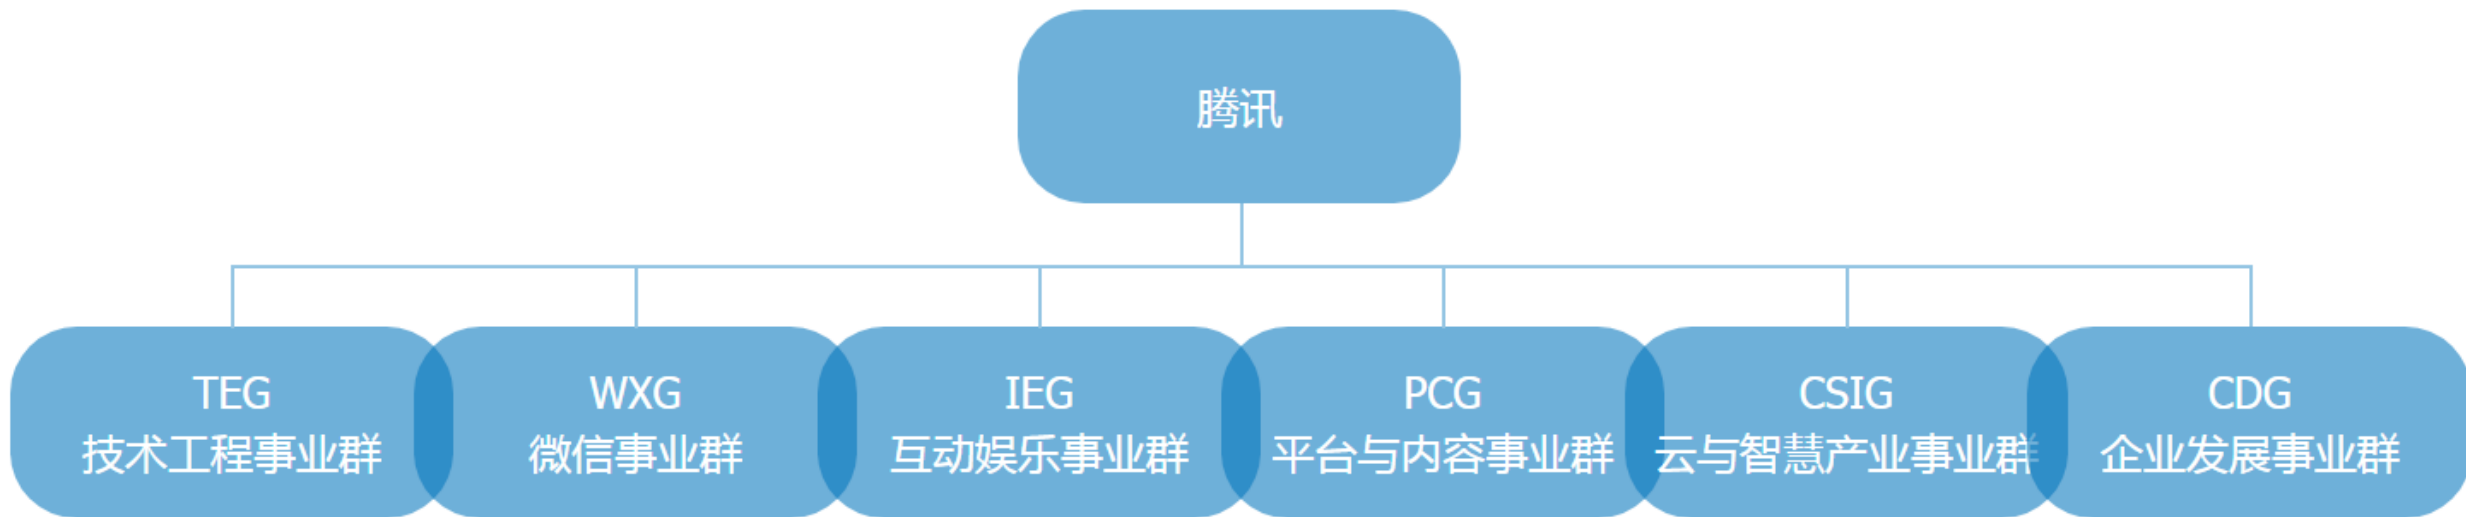 腾讯
TEG
技术工程事业群
WXG
微信事业群
IEG
互动娱乐事业群
PCG
平台与内容事业群
CSIG
云与智慧产业事业群
CDG
企业发展事业群